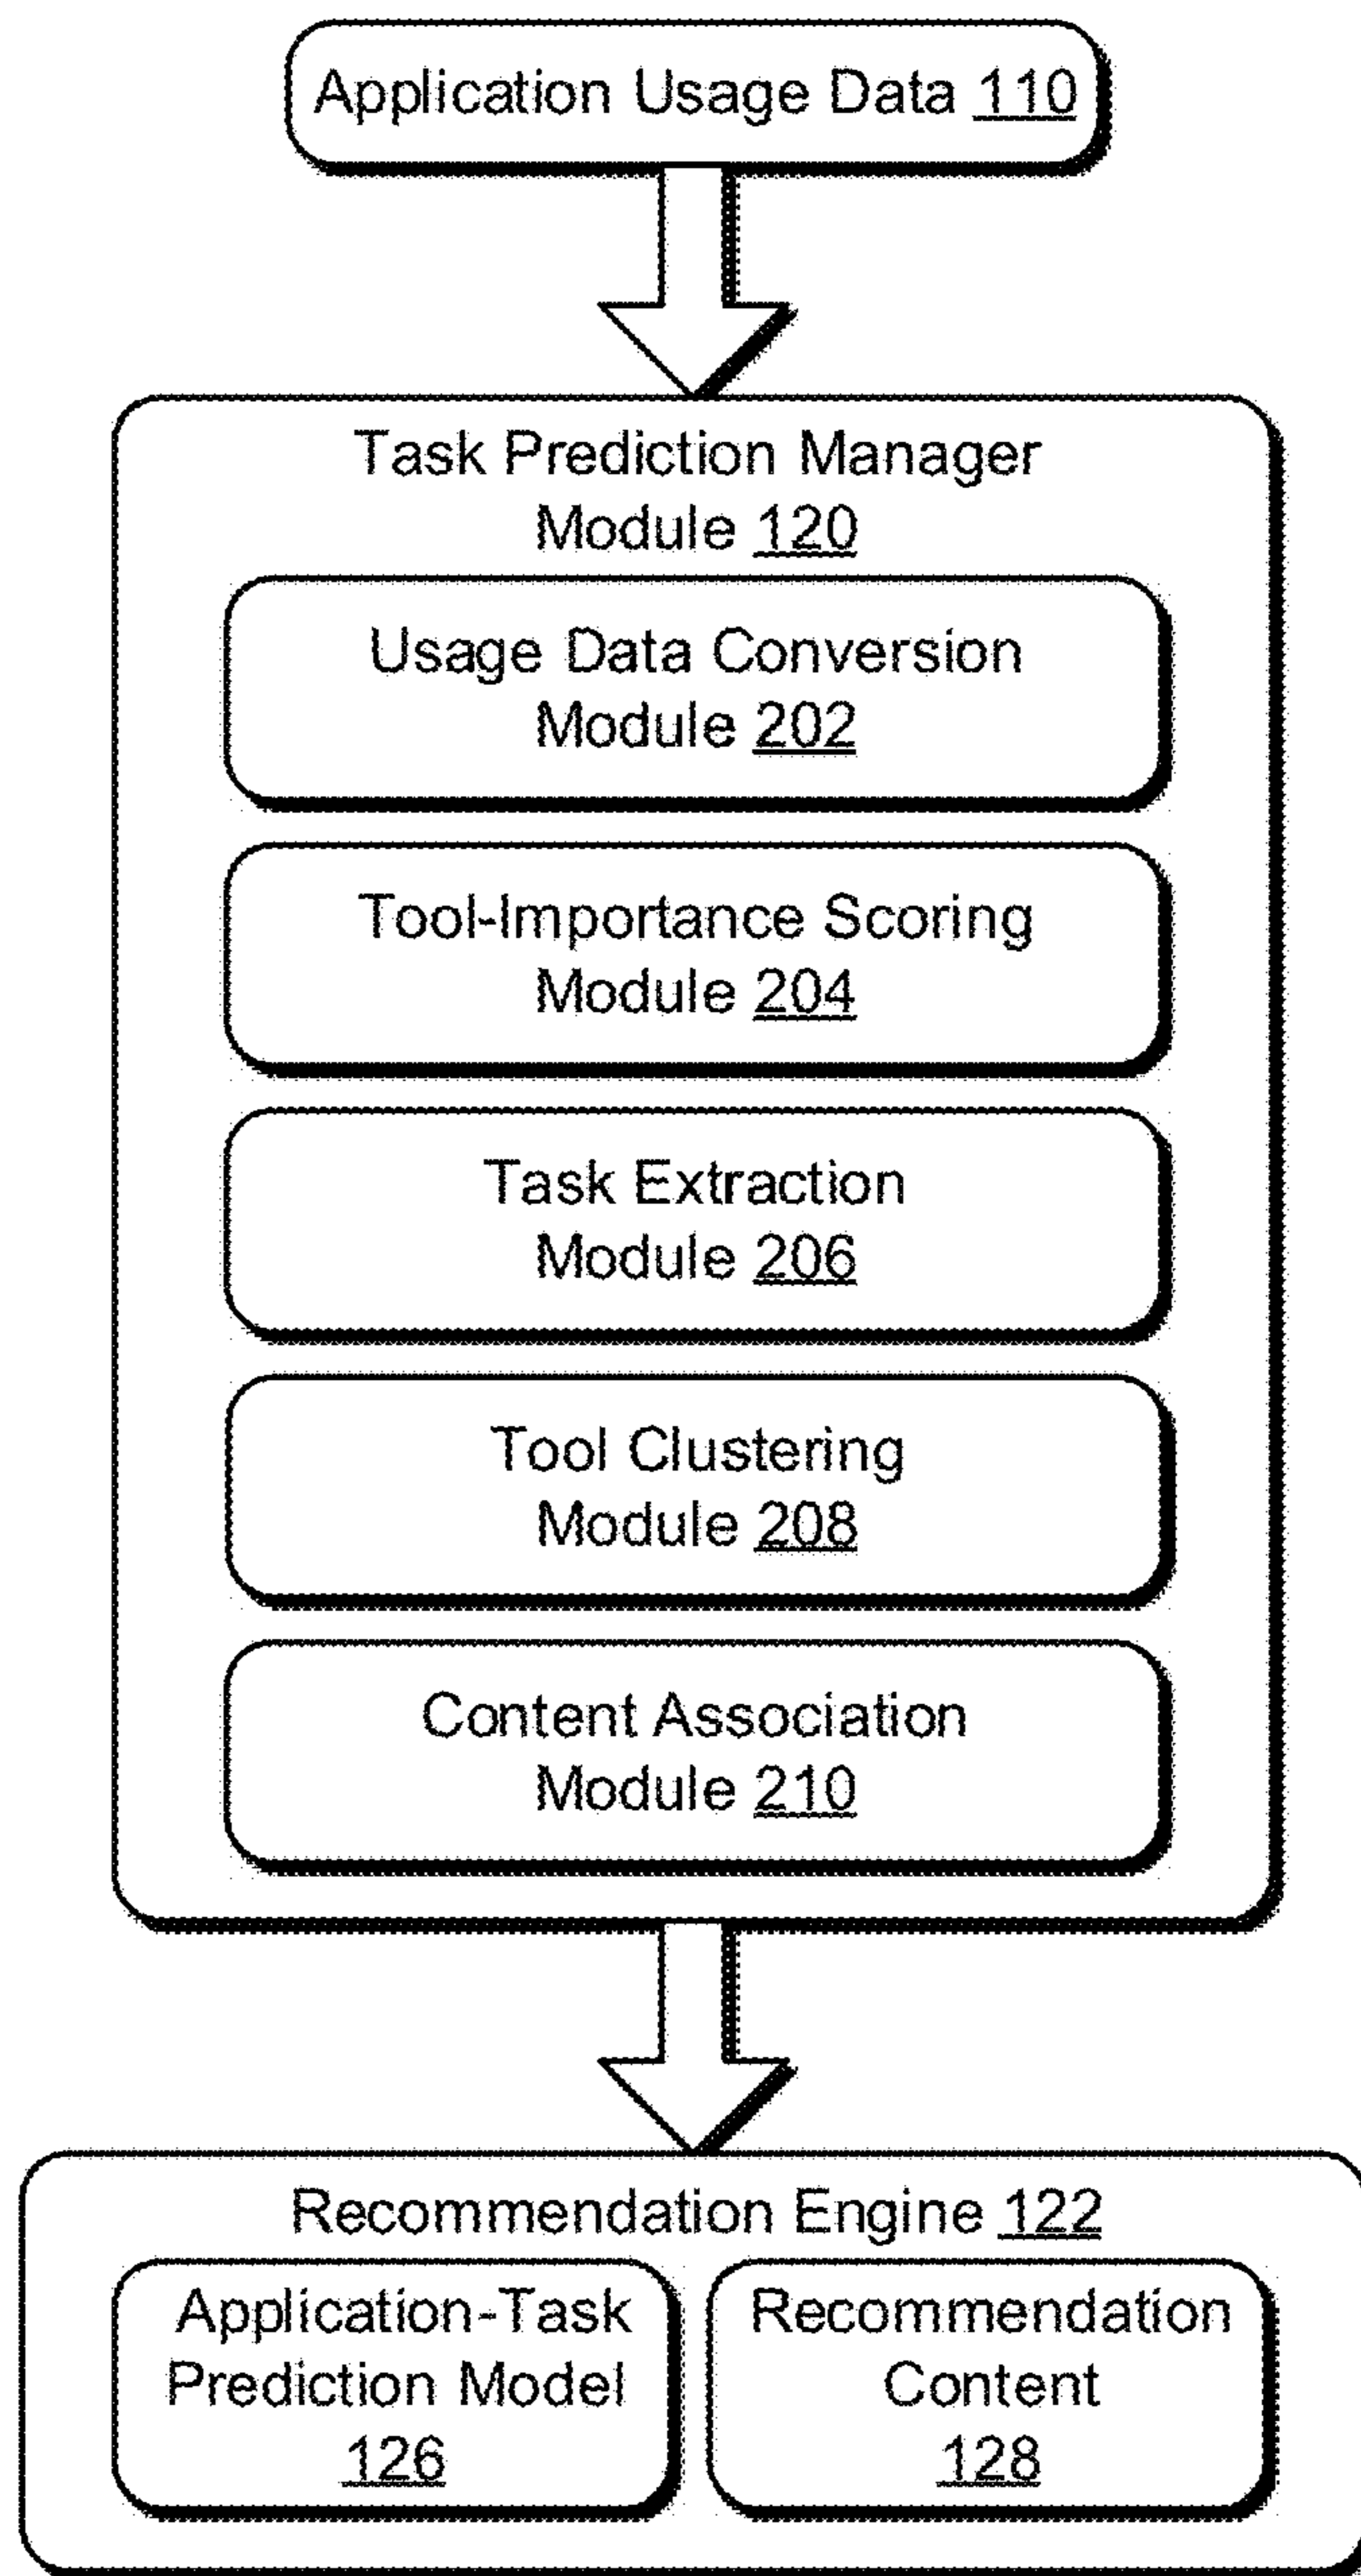 Application Usage Data 110
Task Prediction Manager
Module 120
Usage Data Conversion
Module 202
Tool-Importance Scoring
Module 204
Task Extraction
Module 206
Tool Clustering
Module 208
Content Association
Module 210
Recommendation Engine 122
Application-Task
Prediction Model
126
Recommendation
Content
128